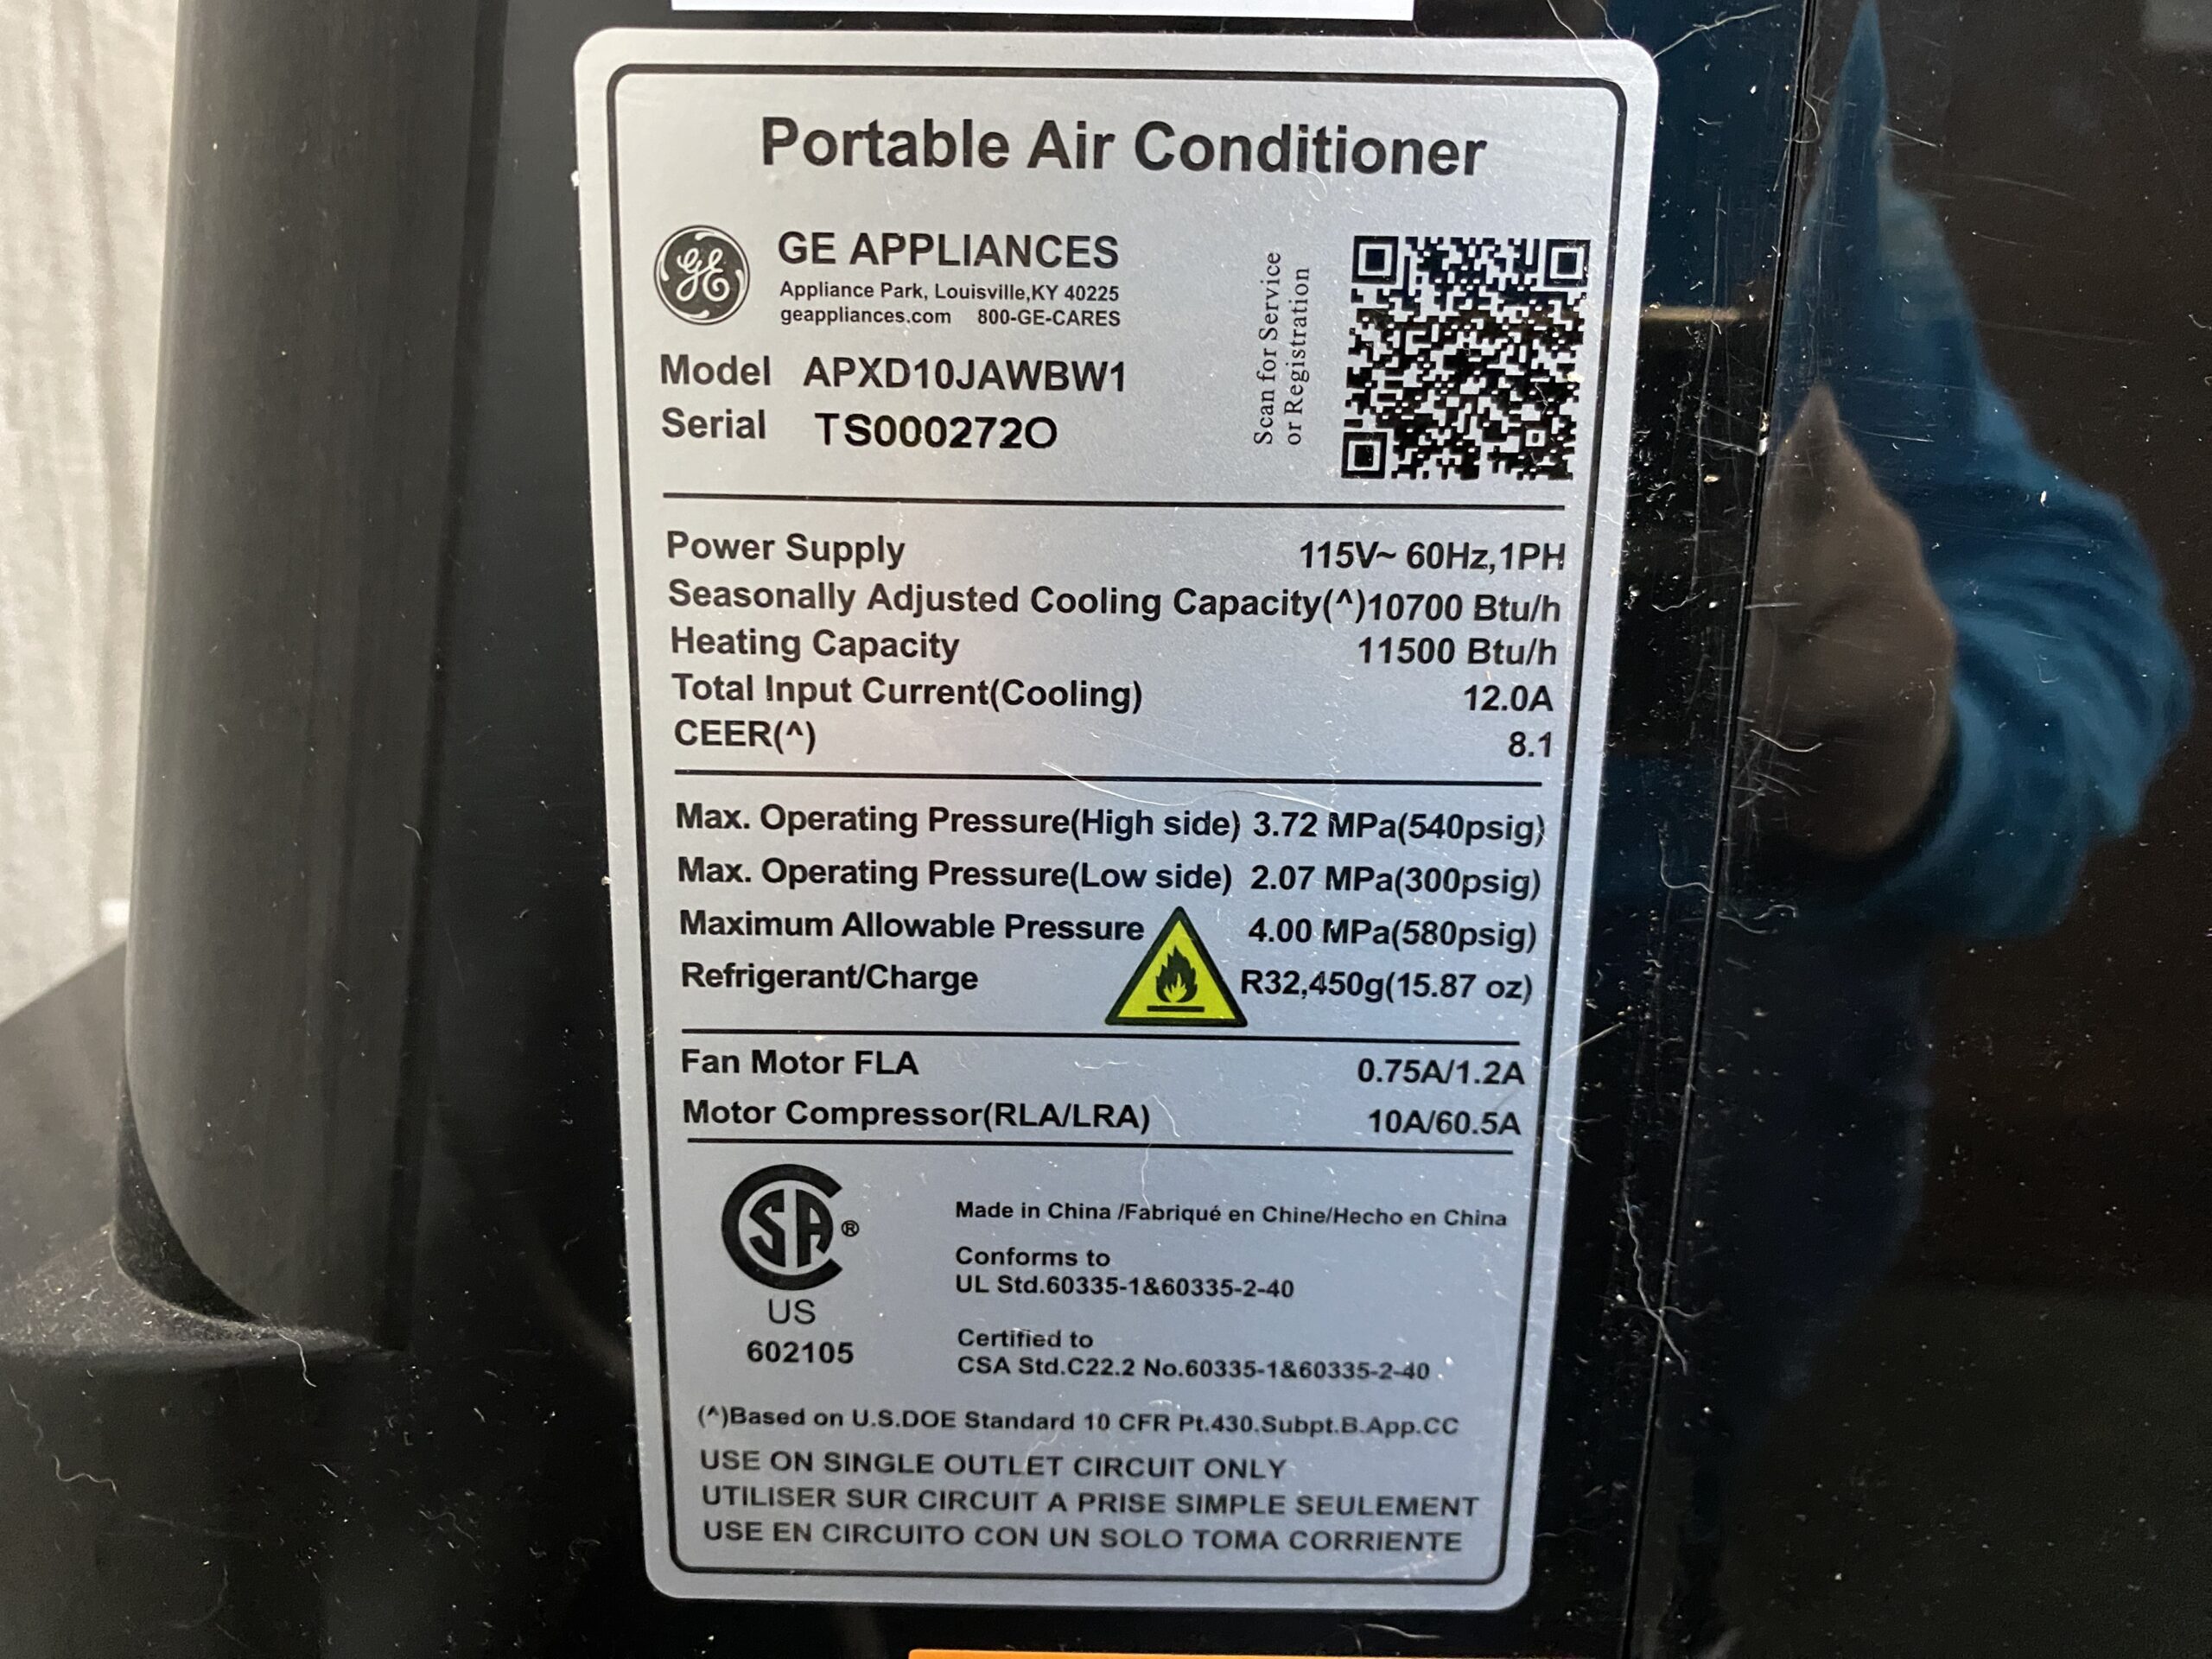 Portable Air Conditioner
GE
GE APPLIANCES
Appliance Park, Louisville,KY 40225
geappliances.com 800-GE-CARES
Scan for Service
or Registration
Model APXD10JAWBW1
Serial TS000272O
Power Supply 115V~ 60Hz,1PH
Seasonally Adjusted Cooling Capacity(^)10700 Btu/h
Heating Capacity 11500 Btu/h
Total Input Current(Cooling) 12.0A
CEER(^) 8.1
Max. Operating Pressure(High side) 3.72 MPa(540psig)
Max. Operating Pressure(Low side) 2.07 MPa(300psig)
Maximum Allowable Pressure 4.00 MPa(580psig)
Refrigerant/Charge R32,450g(15.87 oz)
Fan Motor FLA 0.75A/1.2A
Motor Compressor(RLA/LRA) 10A/60.5A
CSA®
US
602105
Made in China /Fabriqué en Chine/Hecho en China
Conforms to
UL Std.60335-1&60335-2-40
Certified to
CSA Std.C22.2 No.60335-1&60335-2-40
(^)Based on U.S.DOE Standard 10 CFR Pt.430.Subpt.B.App.CC
USE ON SINGLE OUTLET CIRCUIT ONLY
UTILISER SUR CIRCUIT A PRISE SIMPLE SEULEMENT
USE EN CIRCUITO CON UN SOLO TOMA CORRIENTE